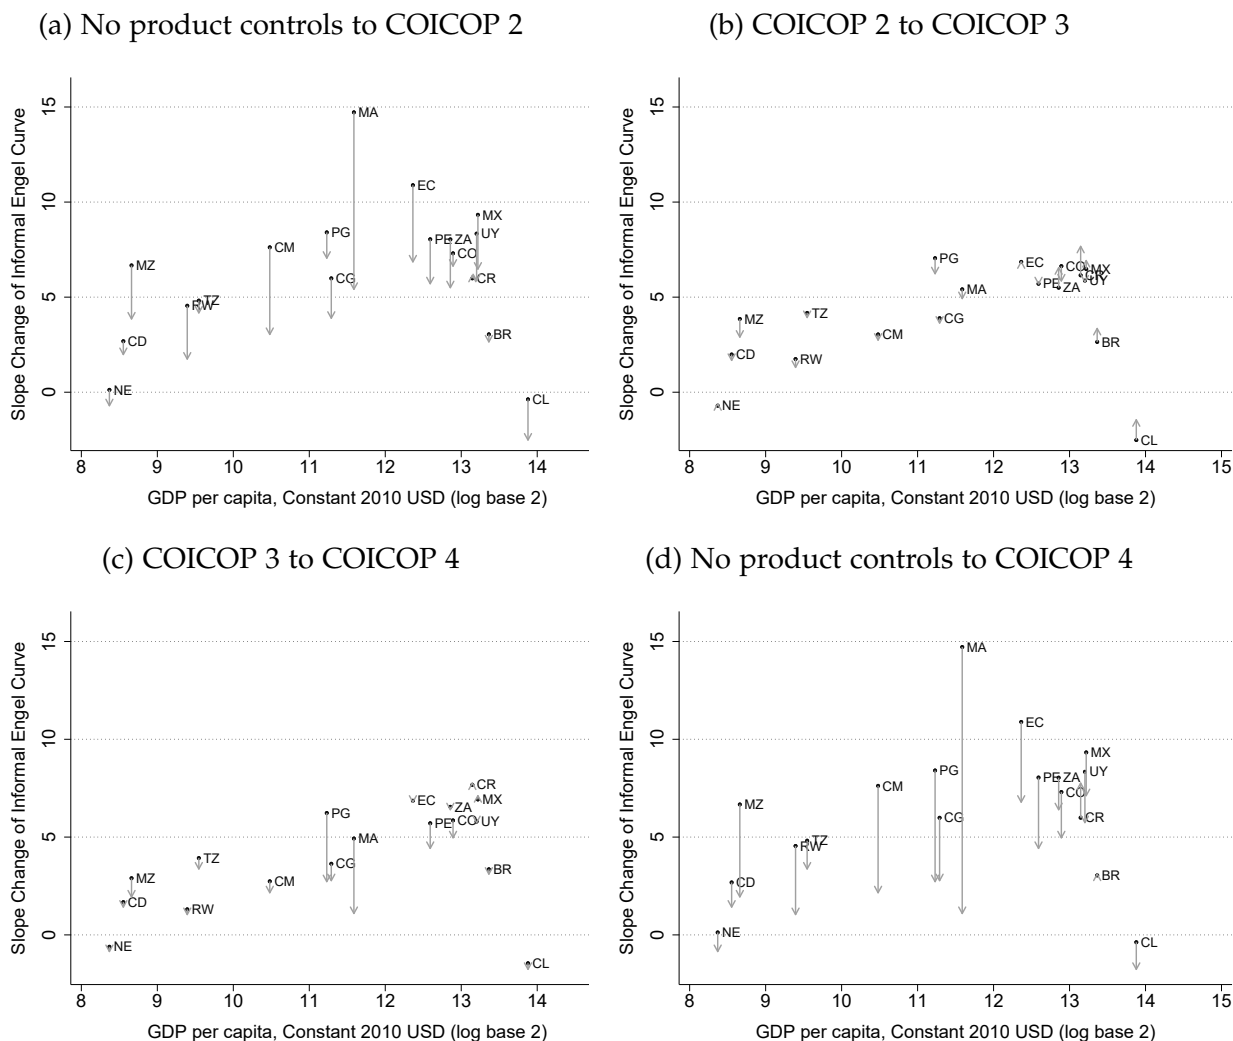 (a) No product controls to COICOP 2
Slope Change of Informal Engel Curve
15
10
5
0
MA
EC
MX
UY
PG
PE
ZA
CO
CM
MZ
CG
CR
TZ
RW
CD
BR
NE
CL
8 9 10 11 12 13 14
GDP per capita, Constant 2010 USD (log base 2)
(b) COICOP 2 to COICOP 3
Slope Change of Informal Engel Curve
15
10
5
0
PG
EC
CO
MX
CR
UY
PE
ZA
MA
TZ
MZ
CG
CM
BR
CD
RW
NE
CL
8 9 10 11 12 13 14 15
GDP per capita, Constant 2010 USD (log base 2)
(c) COICOP 3 to COICOP 4
Slope Change of Informal Engel Curve
15
10
5
0
CR
EC
MX
ZA
PG
PE
CO
UY
MA
TZ
CG
BR
MZ
CM
CD
RW
NE
CL
8 9 10 11 12 13 14
GDP per capita, Constant 2010 USD (log base 2)
(d) No product controls to COICOP 4
Slope Change of Informal Engel Curve
15
10
5
0
MA
EC
MX
PG
UY
PE
ZA
CM
CO
MZ
CG
CR
TZ
RW
BR
CD
NE
CL
8 9 10 11 12 13 14 15
GDP per capita, Constant 2010 USD (log base 2)